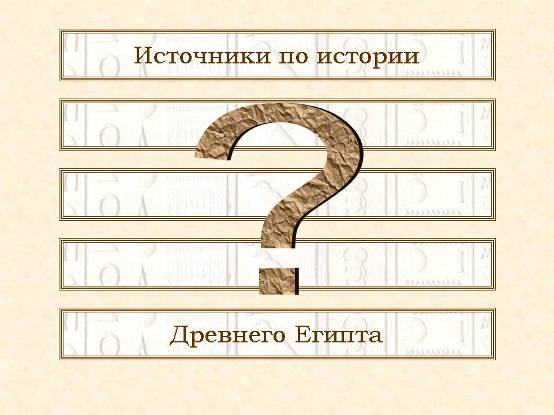 Источники по истории
?
Древнего Египта